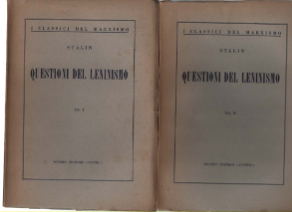 I CLASSICI DEL MARXISMO
STALIN
QUESTIONI DEL LENINISMO
Vol. I
I CLASSICI DEL MARXISMO
STALIN
QUESTIONI DEL LENINISMO
Vol. II